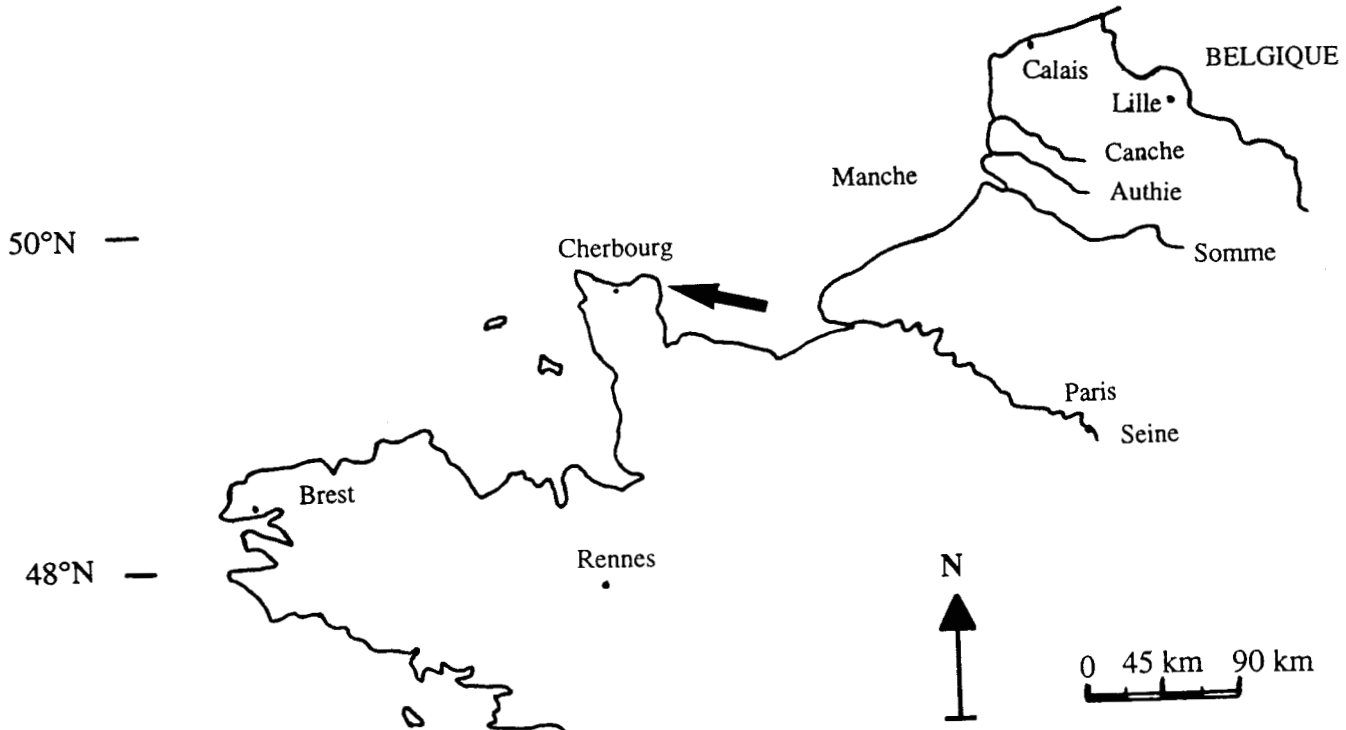 BELGIQUE
Calais
Lille
Canche
Manche
Authie
50°N
Cherbourg
Somme
Paris
Seine
Brest
48°N
Rennes
N
0 45 km 90 km